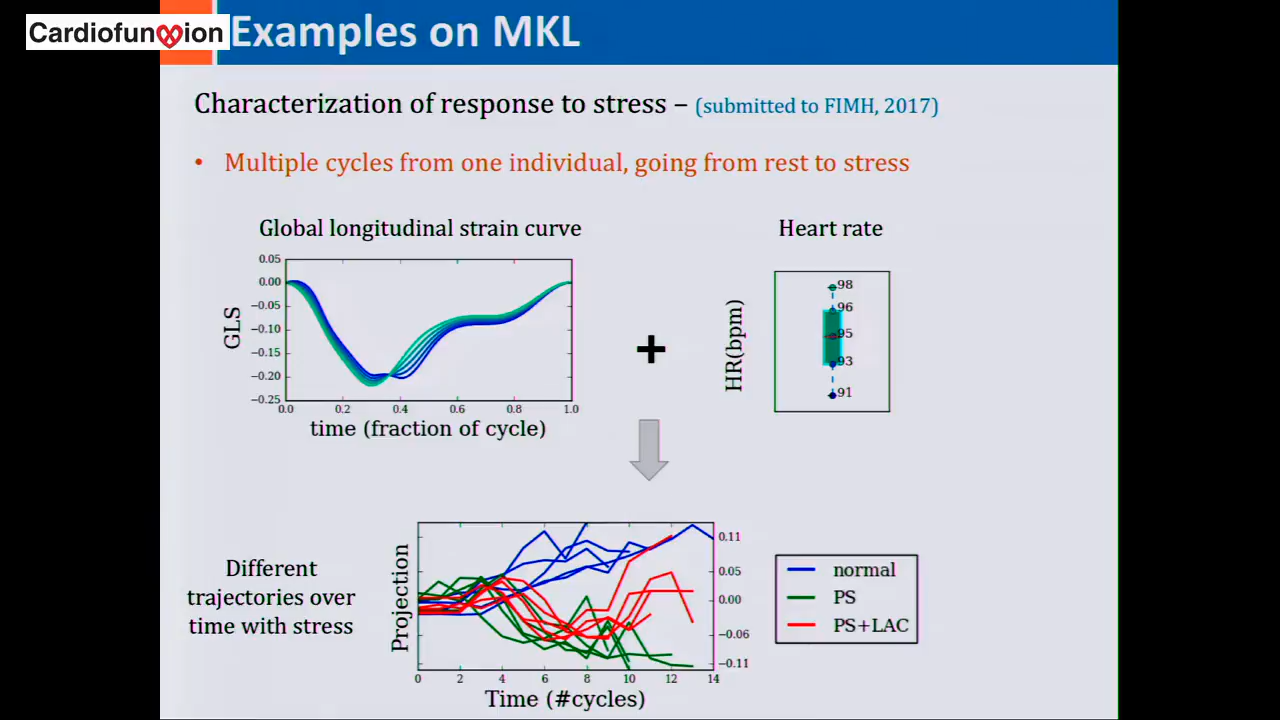 CardiofunXion
Examples on MKL
Characterization of response to stress – (submitted to FIMH, 2017)
• Multiple cycles from one individual, going from rest to stress
Global longitudinal strain curve
Heart rate
0.05
0.00
−0.05
−0.10
−0.15
−0.20
−0.25
GLS
0.0 0.2 0.4 0.6 0.8 1.0
time (fraction of cycle)
+
HR(bpm)
98
96
95
93
91
Different
trajectories over
time with stress
Projection
0.11
0.05
0.00
−0.06
−0.11
0 2 4 6 8 10 12 14
Time (#cycles)
normal
PS
PS+LAC